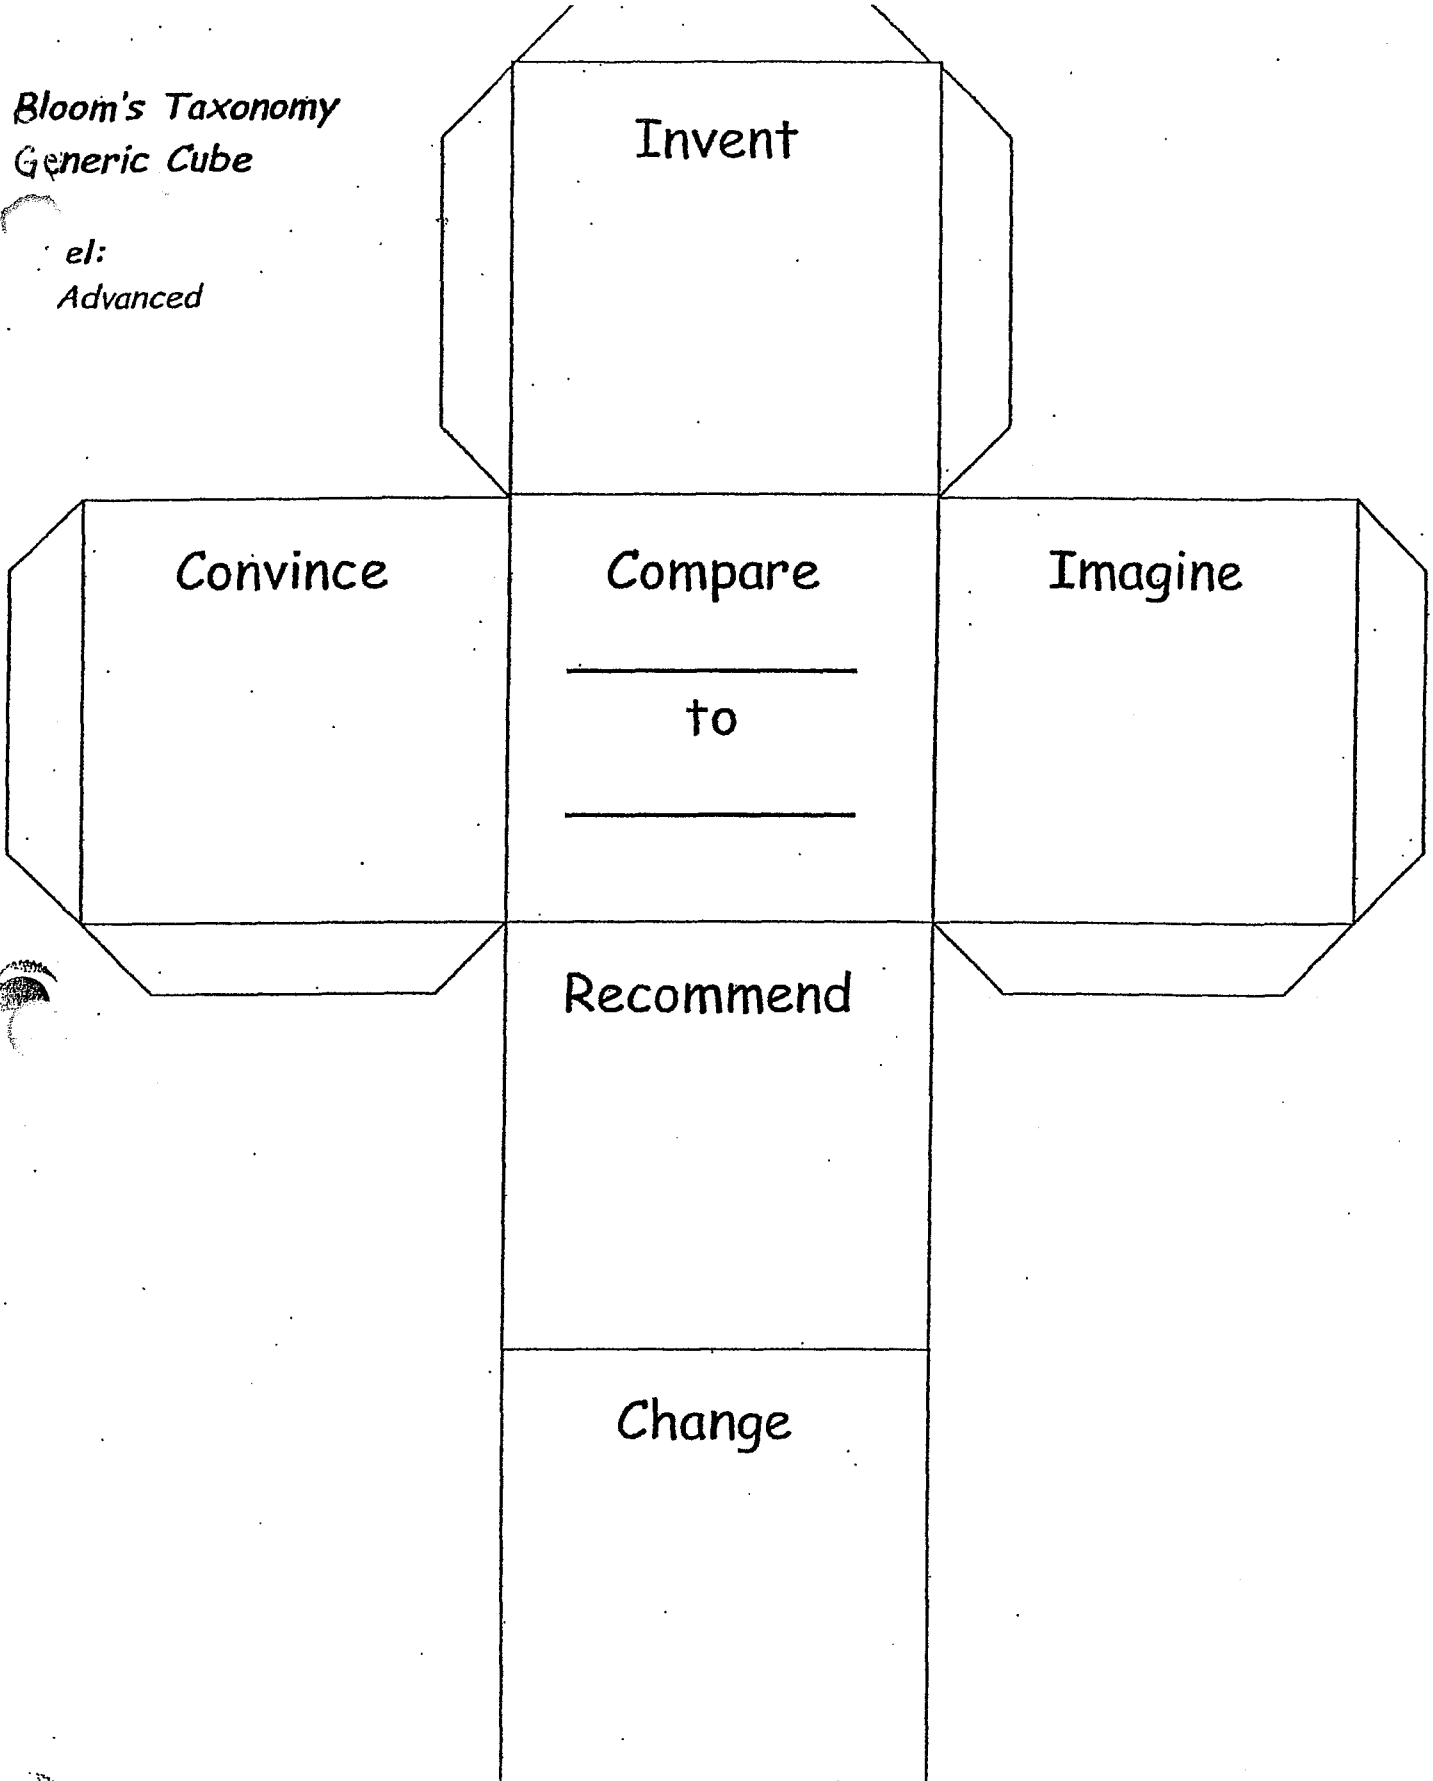 Bloom's Taxonomy
Generic Cube
el:
Advanced
Invent
Convince
Compare
to
Imagine
Recommend
Change